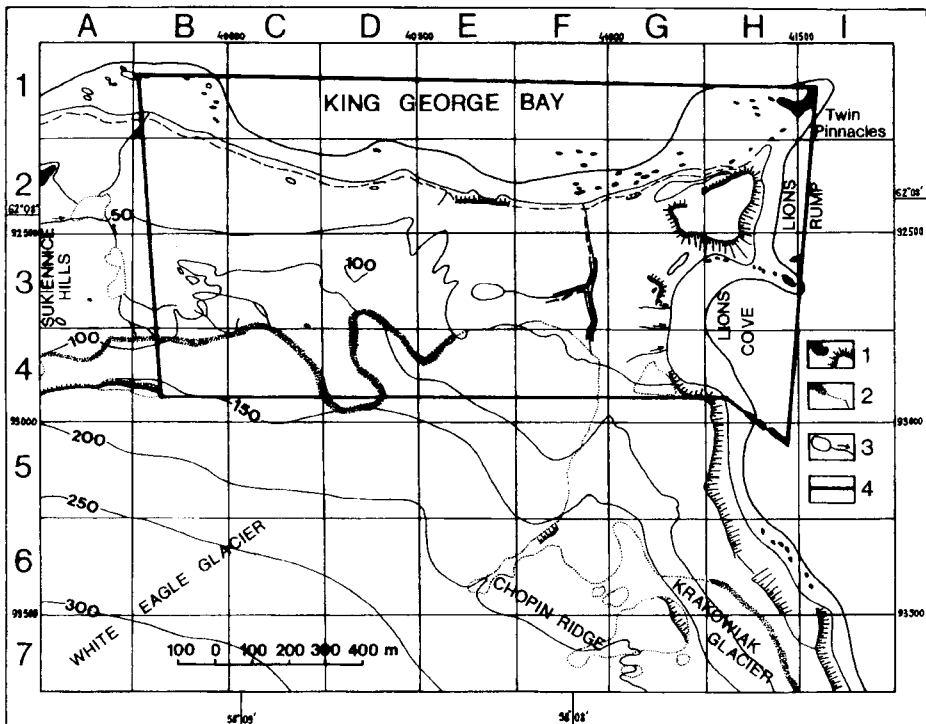 A B C D E F G H I
40000 40500 41000 41500
1
KING GEORGE BAY
Twin
Pinnacles
2
62°08' 62°08'
LIONS
RUMP
50
92500 92500
SUKIENNICE
HILLS
3
100
LIONS
COVE
1
100
4
2
150
93000 93000
200
3
5
4
250
6
WHITE EAGLE GLACIER
CHOPIN RIDGE
KRAKOWIAK
GLACIER
300
7
100 0 100 200 300 400 m
58°09' 58°08'